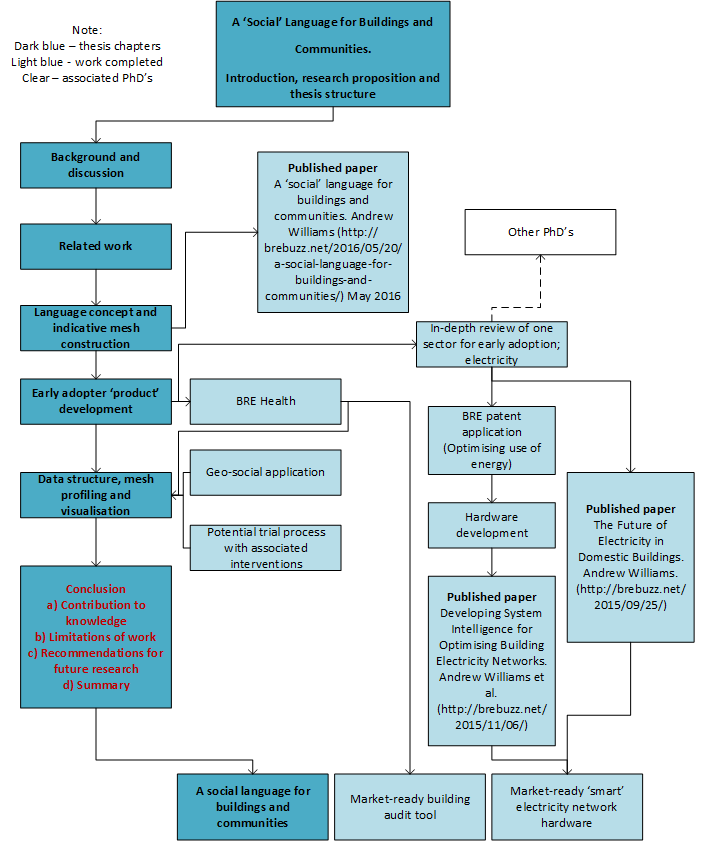 Note:
Dark blue – thesis chapters
Light blue - work completed
Clear – associated PhD's
A 'Social' Language for Buildings and
Communities.
Introduction, research proposition and
thesis structure
Background and
discussion
Related work
Language concept and
indicative mesh
construction
Early adopter 'product'
development
Data structure, mesh
profiling and
visualisation
Conclusion
a) Contribution to
knowledge
b) Limitations of work
c) Recommendations for
future research
d) Summary
Published paper
A 'social' language for
buildings and
communities. Andrew
Williams (http://
brebuzz.net/2016/05/20/
a-social-language-for-
buildings-and-
communities/) May 2016
BRE Health
Geo-social application
Potential trial process
with associated
interventions
Other PhD's
In-depth review of one
sector for early adoption;
electricity
BRE patent
application
(Optimising use of
energy)
Hardware
development
Published paper
Developing System
Intelligence for
Optimising Building
Electricity Networks.
Andrew Williams et
al.
(http://brebuzz.net/
2015/11/06/)
Published paper
The Future of
Electricity in
Domestic Buildings.
Andrew Williams.
(http://brebuzz.net/
2015/09/25/)
A social language for
buildings and
communities
Market-ready building
audit tool
Market-ready 'smart'
electricity network
hardware